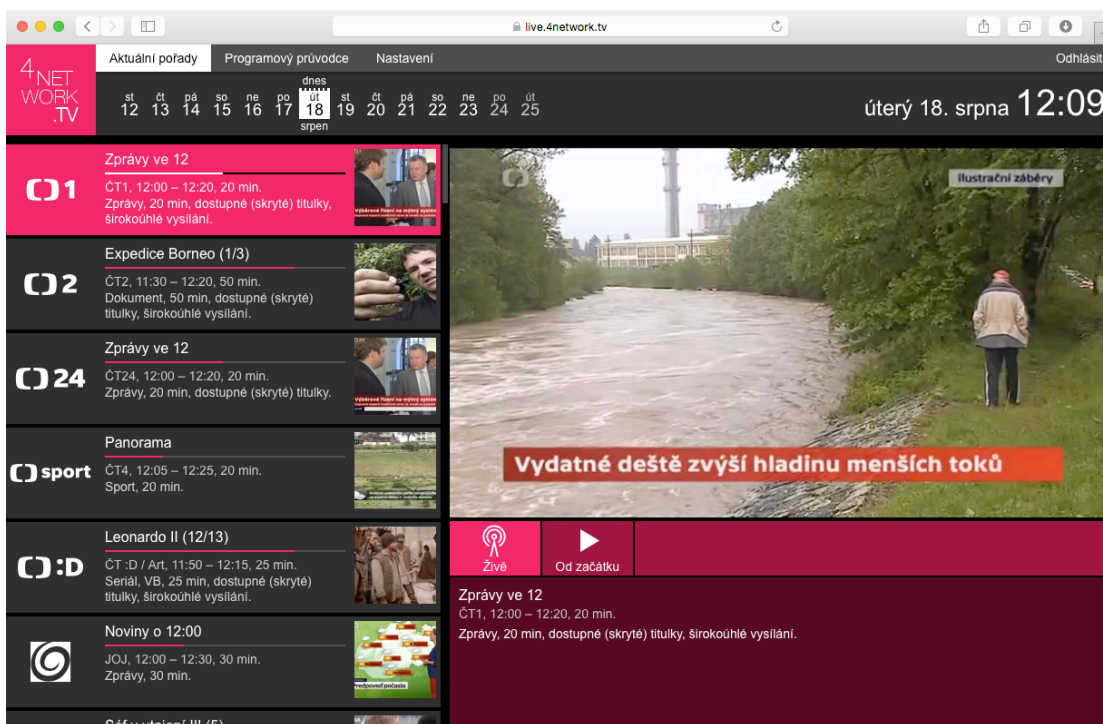 live.4network.tv
4NET
WORK
.TV
Aktuální pořady
Programový průvodce
Nastavení
Odhlásit
dnes
st čt pá so ne po út st čt pá so ne po út
12 13 14 15 16 17 18 19 20 21 22 23 24 25
srpen
úterý 18. srpna 12:09
1
Zprávy ve 12
ČT1, 12:00 – 12:20, 20 min.
Zprávy, 20 min, dostupné (skryté) titulky,
širokoúhlé vysílání.
2
Expedice Borneo (1/3)
ČT2, 11:30 – 12:20, 50 min.
Dokument, 50 min, dostupné (skryté)
titulky, širokoúhlé vysílání.
24
Zprávy ve 12
ČT24, 12:00 – 12:20, 20 min.
Zprávy, 20 min, dostupné (skryté) titulky.
sport
Panorama
ČT4, 12:05 – 12:25, 20 min.
Sport, 20 min.
:D
Leonardo II (12/13)
ČT :D / Art, 11:50 – 12:15, 25 min.
Seriál, VB, 25 min, dostupné (skryté)
titulky, širokoúhlé vysílání.
Noviny o 12:00
JOJ, 12:00 – 12:30, 30 min.
Zprávy, 30 min.
Predpoveď počasia
Ilustrační záběry
Vydatné deště zvýší hladinu menších toků
Živě
Od začátku
Zprávy ve 12
ČT1, 12:00 – 12:20, 20 min.
Zprávy, 20 min, dostupné (skryté) titulky, širokoúhlé vysílání.